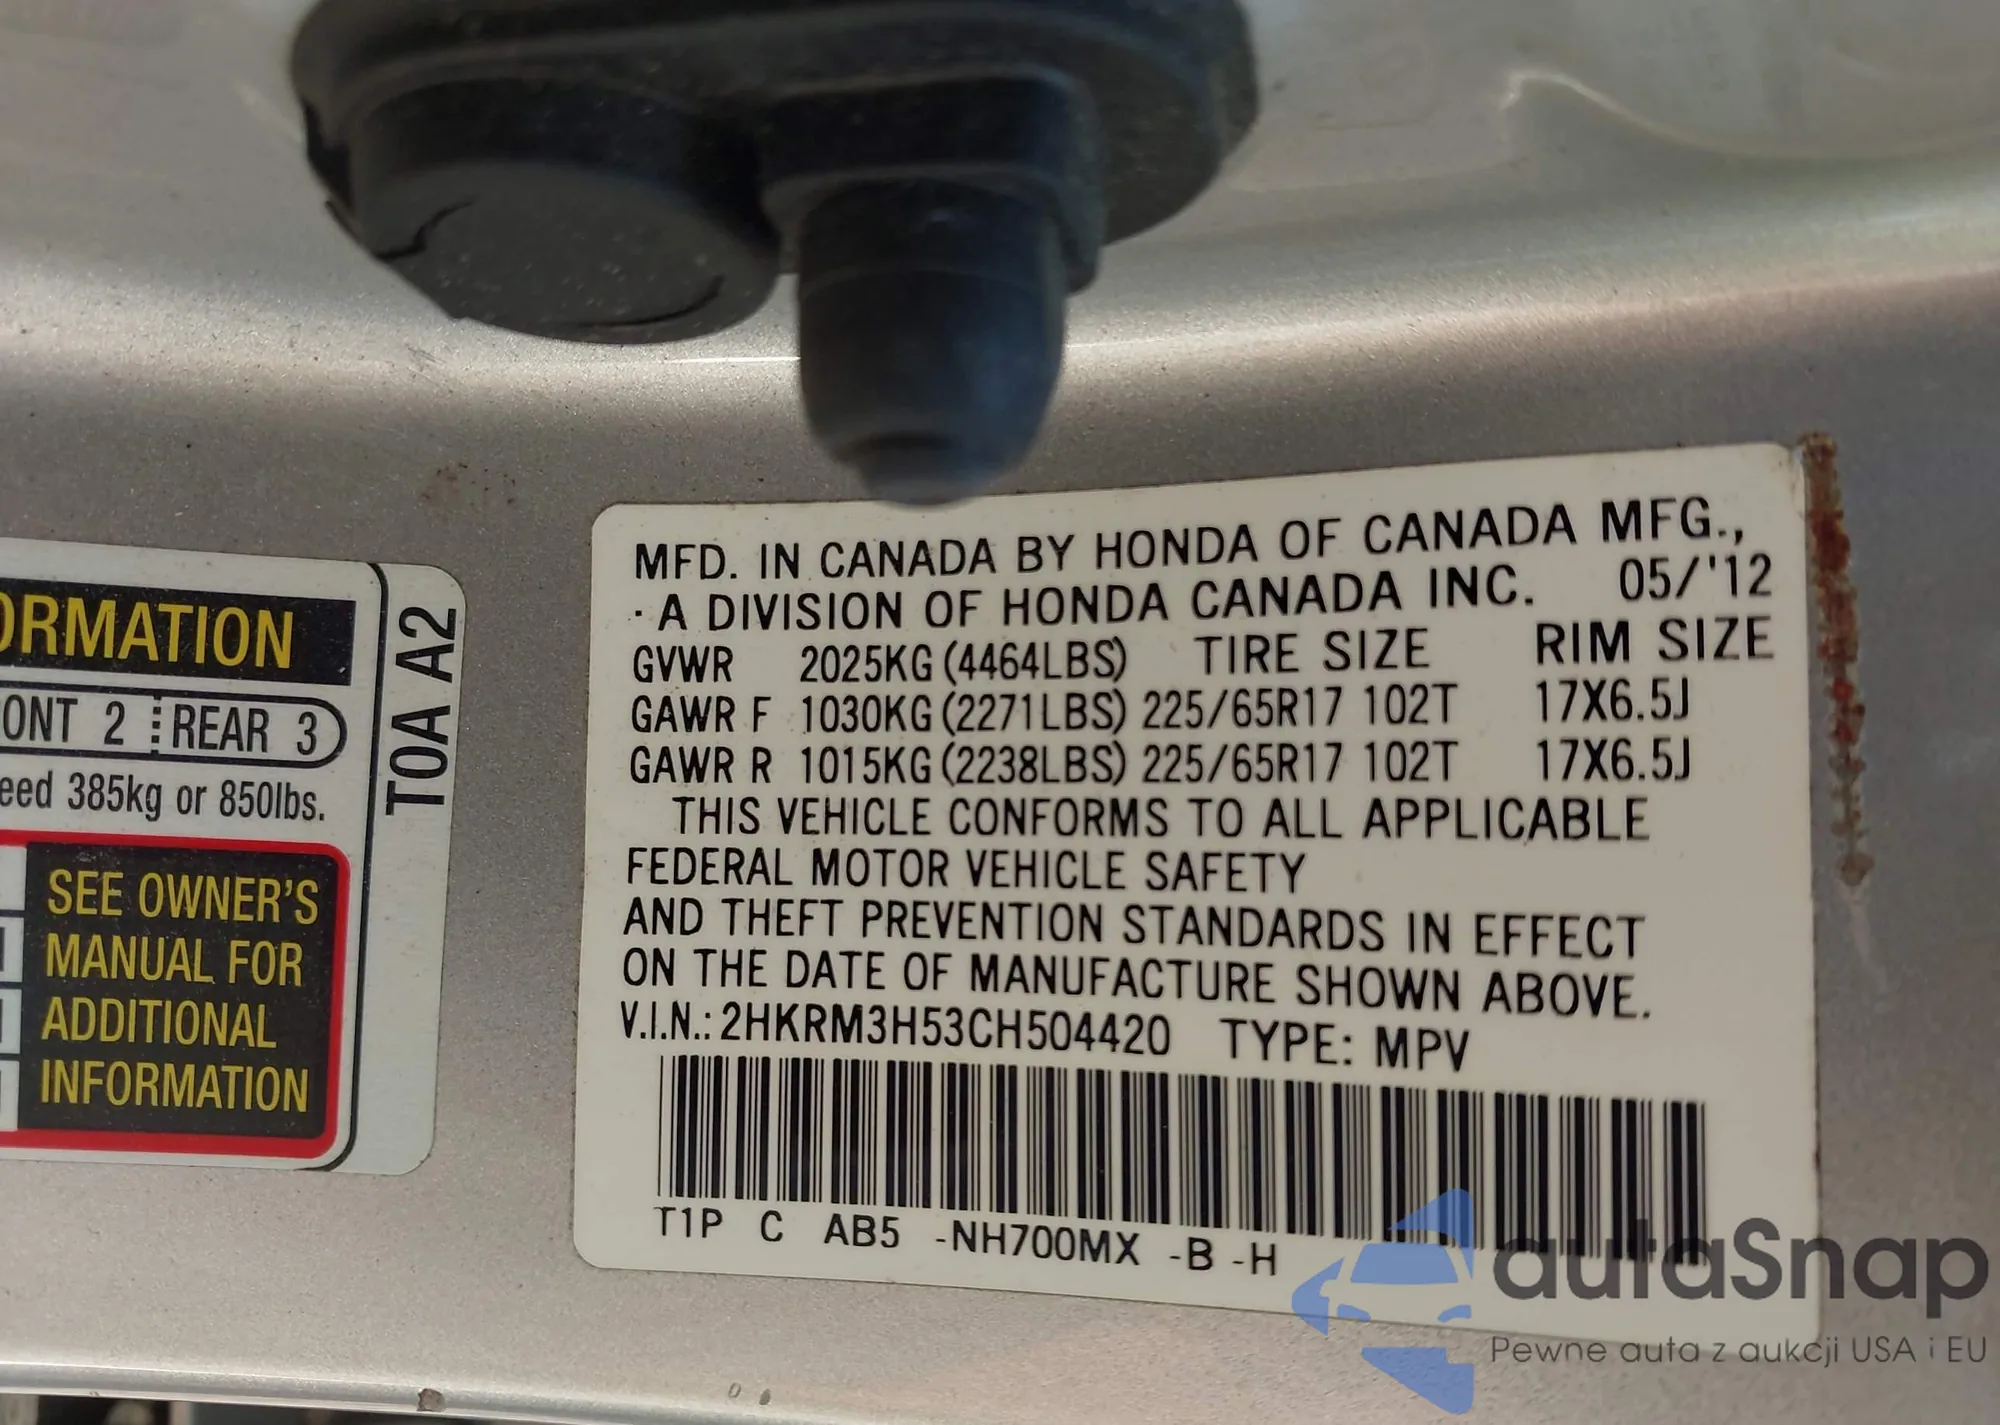 ORMATION
ONT 2 REAR 3
eed 385kg or 850lbs.
SEE OWNER'S
MANUAL FOR
ADDITIONAL
INFORMATION
T0A A2
MFD. IN CANADA BY HONDA OF CANADA MFG.,
· A DIVISION OF HONDA CANADA INC. 05/'12
GVWR 2025KG (4464LBS) TIRE SIZE RIM SIZE
GAWR F 1030KG (2271LBS) 225/65R17 102T 17X6.5J
GAWR R 1015KG (2238LBS) 225/65R17 102T 17X6.5J
THIS VEHICLE CONFORMS TO ALL APPLICABLE
FEDERAL MOTOR VEHICLE SAFETY
AND THEFT PREVENTION STANDARDS IN EFFECT
ON THE DATE OF MANUFACTURE SHOWN ABOVE.
V.I.N.: 2HKRM3H53CH504420 TYPE: MPV
T1P C AB5 -NH700MX -B -H
autaSnap
Pewne auta z aukcji USA i EU